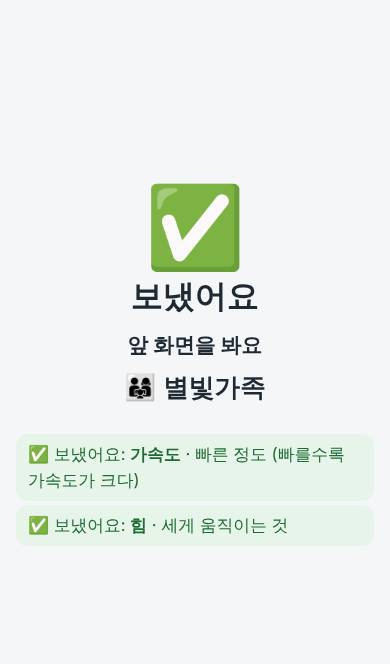 보냈어요
앞 화면을 봐요
👨‍👩‍👧 별빛가족
✅ 보냈어요: 가속도 · 빠른 정도 (빠를수록
가속도가 크다)
✅ 보냈어요: 힘 · 세게 움직이는 것